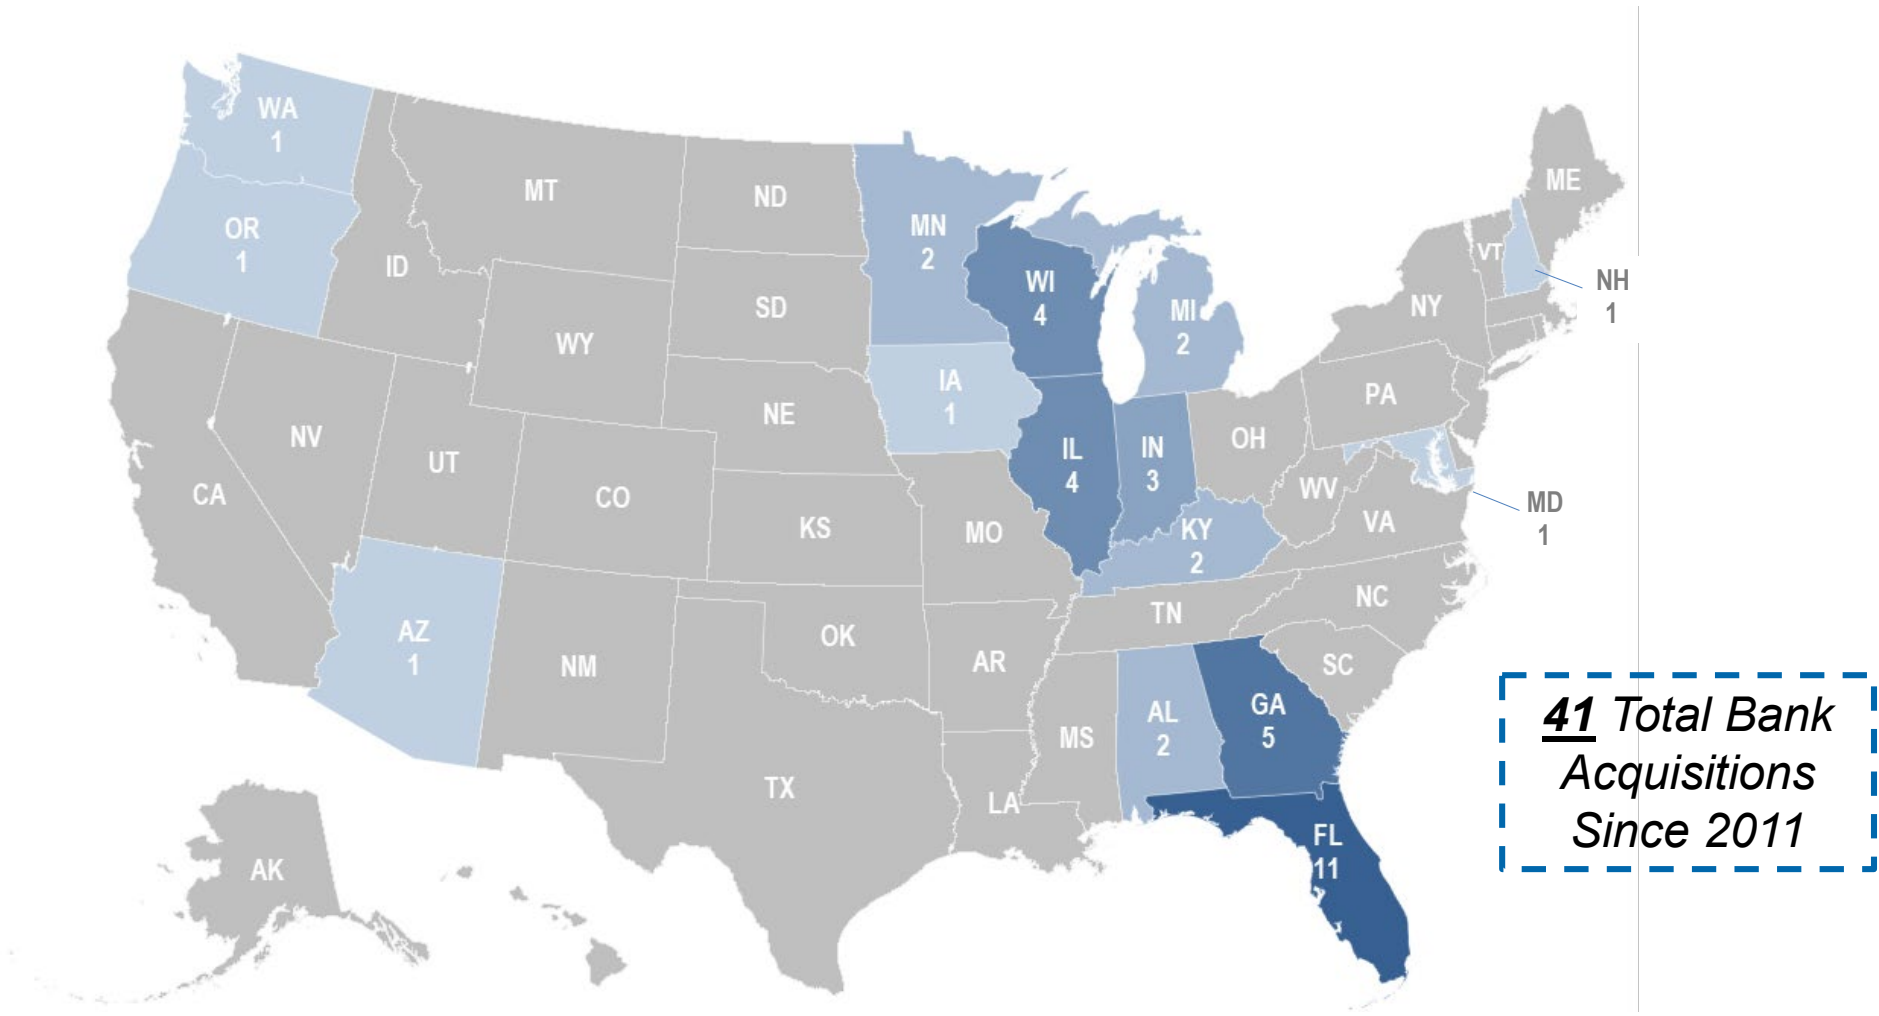 WA
1
OR
1
MT
ID
ND
MN
2
WI
4
MI
2
ME
VT
NH
1
NY
SD
WY
IA
1
NE
PA
NV
UT
CA
CO
KS
MO
IL
4
IN
3
OH
WV
VA
MD
1
KY
2
AZ
1
NM
OK
AR
TN
NC
SC
MS
AL
2
GA
5
TX
LA
FL
11
AK
41 Total Bank
Acquisitions
Since 2011